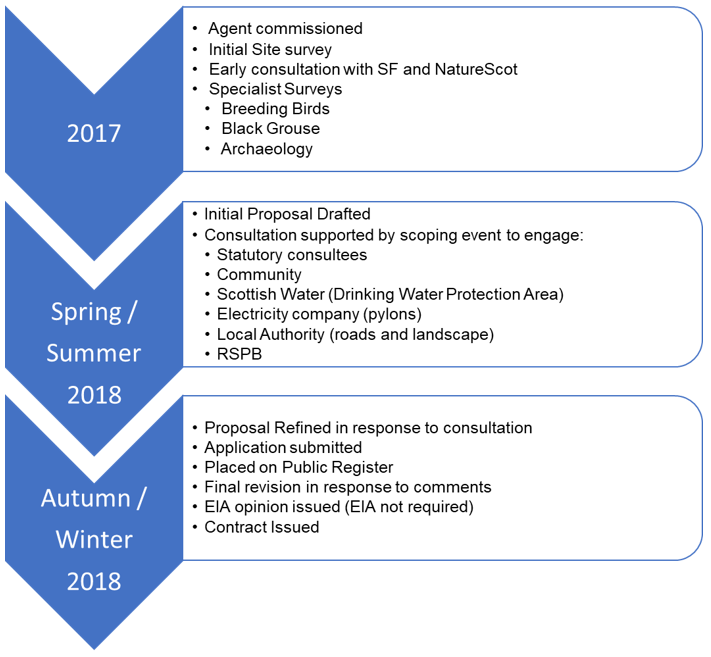 2017
• Agent commissioned
• Initial Site survey
• Early consultation with SF and NatureScot
• Specialist Surveys
• Breeding Birds
• Black Grouse
• Archaeology
Spring /
Summer
2018
• Initial Proposal Drafted
• Consultation supported by scoping event to engage:
• Statutory consultees
• Community
• Scottish Water (Drinking Water Protection Area)
• Electricity company (pylons)
• Local Authority (roads and landscape)
• RSPB
Autumn /
Winter
2018
• Proposal Refined in response to consultation
• Application submitted
• Placed on Public Register
• Final revision in response to comments
• EIA opinion issued (EIA not required)
• Contract Issued